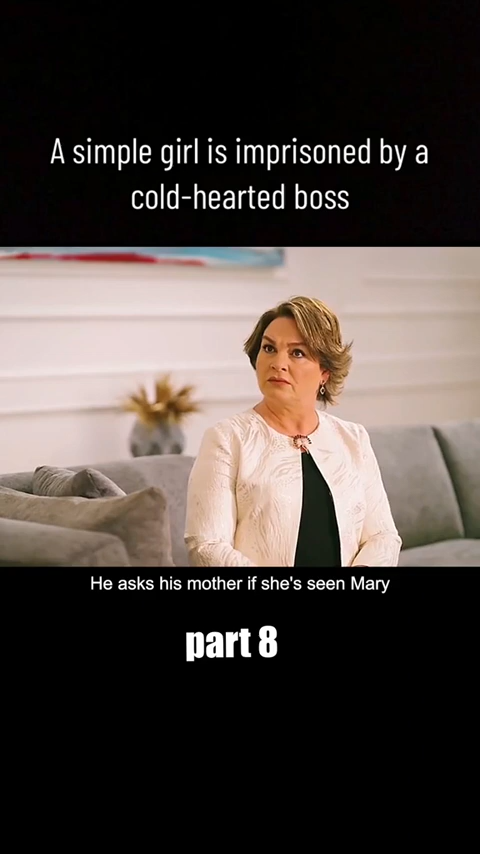 A simple girl is imprisoned by a
cold-hearted boss
He asks his mother if she's seen Mary
part 8